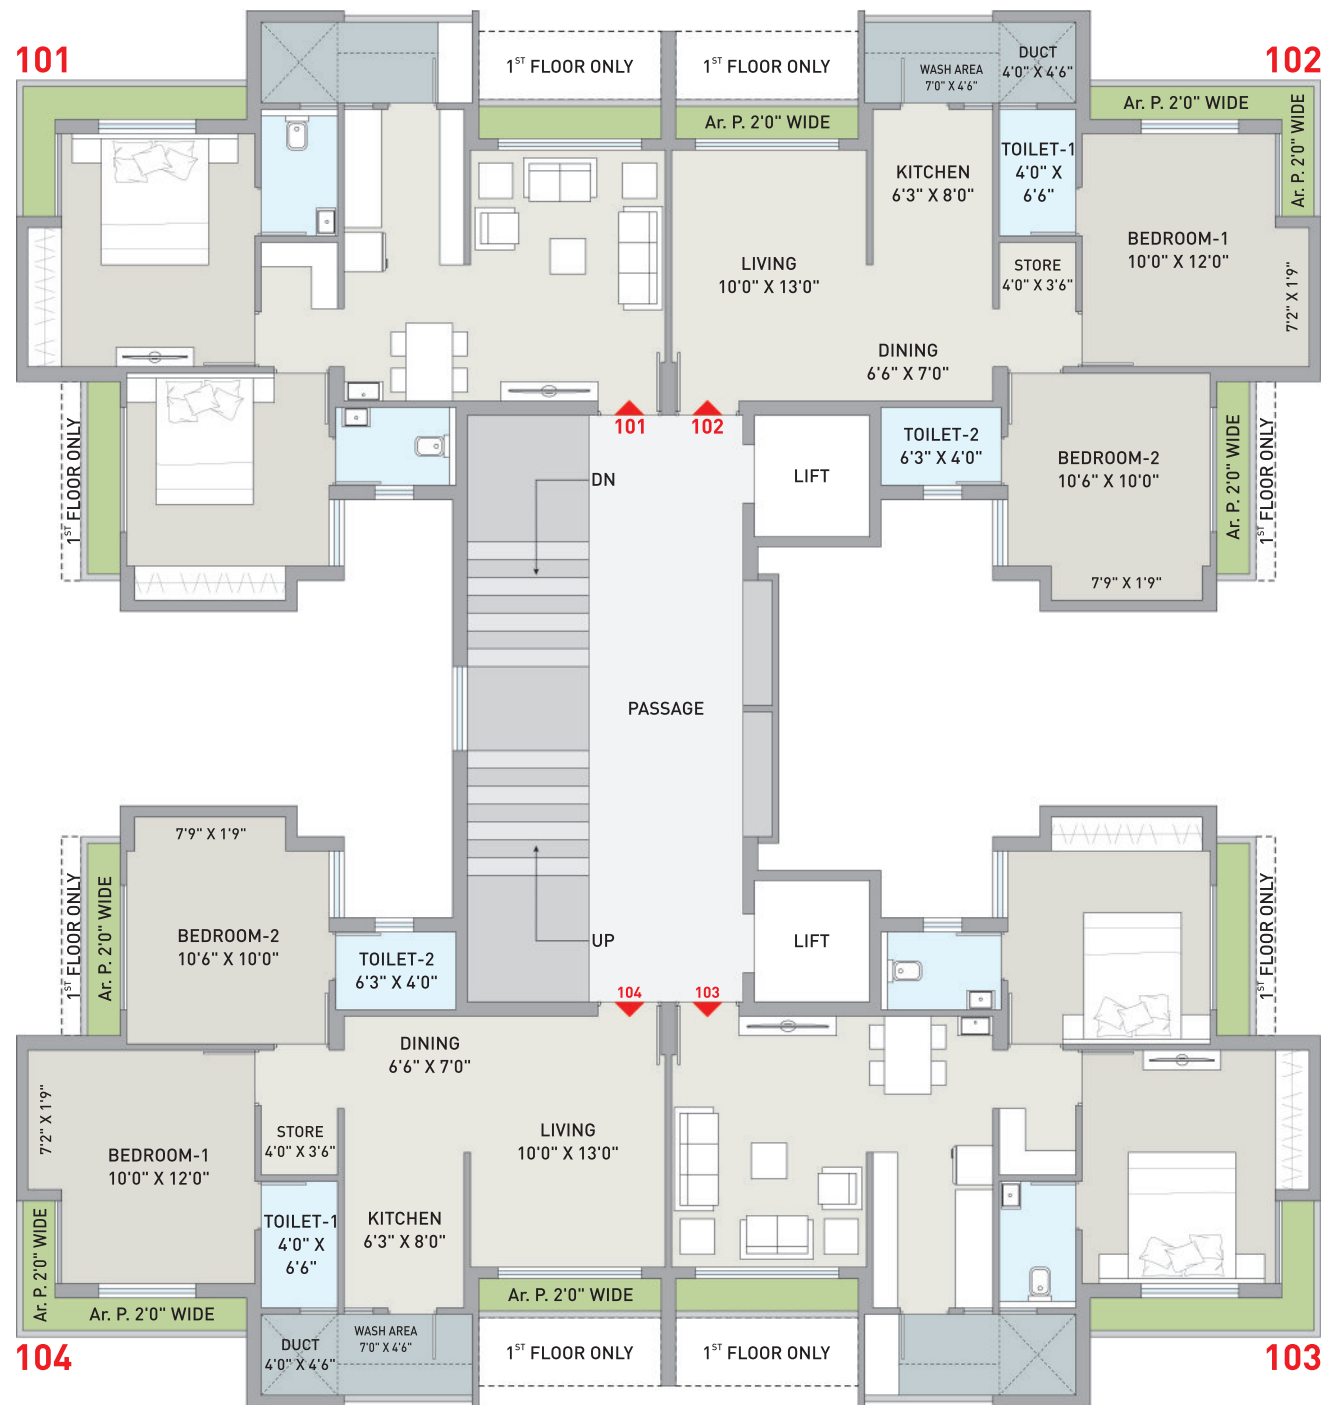 101
102
1ST FLOOR ONLY
1ST FLOOR ONLY
DUCT
4'0" X 4'6"
WASH AREA
7'0" X 4'6"
Ar. P. 2'0" WIDE
Ar. P. 2'0" WIDE
Ar. P. 2'0" WIDE
TOILET-1
4'0" X
6'6"
KITCHEN
6'3" X 8'0"
BEDROOM-1
10'0" X 12'0"
LIVING
10'0" X 13'0"
STORE
4'0" X 3'6"
7'2" X 1'9"
DINING
6'6" X 7'0"
101
102
1ST FLOOR ONLY
TOILET-2
6'3" X 4'0"
BEDROOM-2
10'6" X 10'0"
Ar. P. 2'0" WIDE
1ST FLOOR ONLY
DN
LIFT
7'9" X 1'9"
PASSAGE
7'9" X 1'9"
1ST FLOOR ONLY
Ar. P. 2'0" WIDE
BEDROOM-2
10'6" X 10'0"
TOILET-2
6'3" X 4'0"
UP
LIFT
1ST FLOOR ONLY
104
103
DINING
6'6" X 7'0"
7'2" X 1'9"
BEDROOM-1
10'0" X 12'0"
STORE
4'0" X 3'6"
LIVING
10'0" X 13'0"
TOILET-1
4'0" X
6'6"
KITCHEN
6'3" X 8'0"
Ar. P. 2'0" WIDE
Ar. P. 2'0" WIDE
Ar. P. 2'0" WIDE
WASH AREA
7'0" X 4'6"
DUCT
4'0" X 4'6"
1ST FLOOR ONLY
1ST FLOOR ONLY
104
103